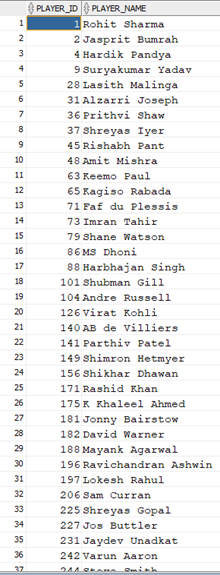 PLAYER_ID PLAYER_NAME
1 1 Rohit Sharma
2 2 Jasprit Bumrah
3 4 Hardik Pandya
4 9 Suryakumar Yadav
5 28 Lasith Malinga
6 31 Alzarri Joseph
7 36 Prithvi Shaw
8 37 Shreyas Iyer
9 45 Rishabh Pant
10 48 Amit Mishra
11 63 Keemo Paul
12 65 Kagiso Rabada
13 71 Faf du Plessis
14 73 Imran Tahir
15 79 Shane Watson
16 86 MS Dhoni
17 88 Harbhajan Singh
18 101 Shubman Gill
19 104 Andre Russell
20 126 Virat Kohli
21 140 AB de Villiers
22 141 Parthiv Patel
23 149 Shimron Hetmyer
24 156 Shikhar Dhawan
25 171 Rashid Khan
26 175 K Khaleel Ahmed
27 181 Jonny Bairstow
28 182 David Warner
29 188 Mayank Agarwal
30 196 Ravichandran Ashwin
31 197 Lokesh Rahul
32 206 Sam Curran
33 225 Shreyas Gopal
34 227 Jos Buttler
35 231 Jaydev Unadkat
36 242 Varun Aaron
37 244 Steve Smith